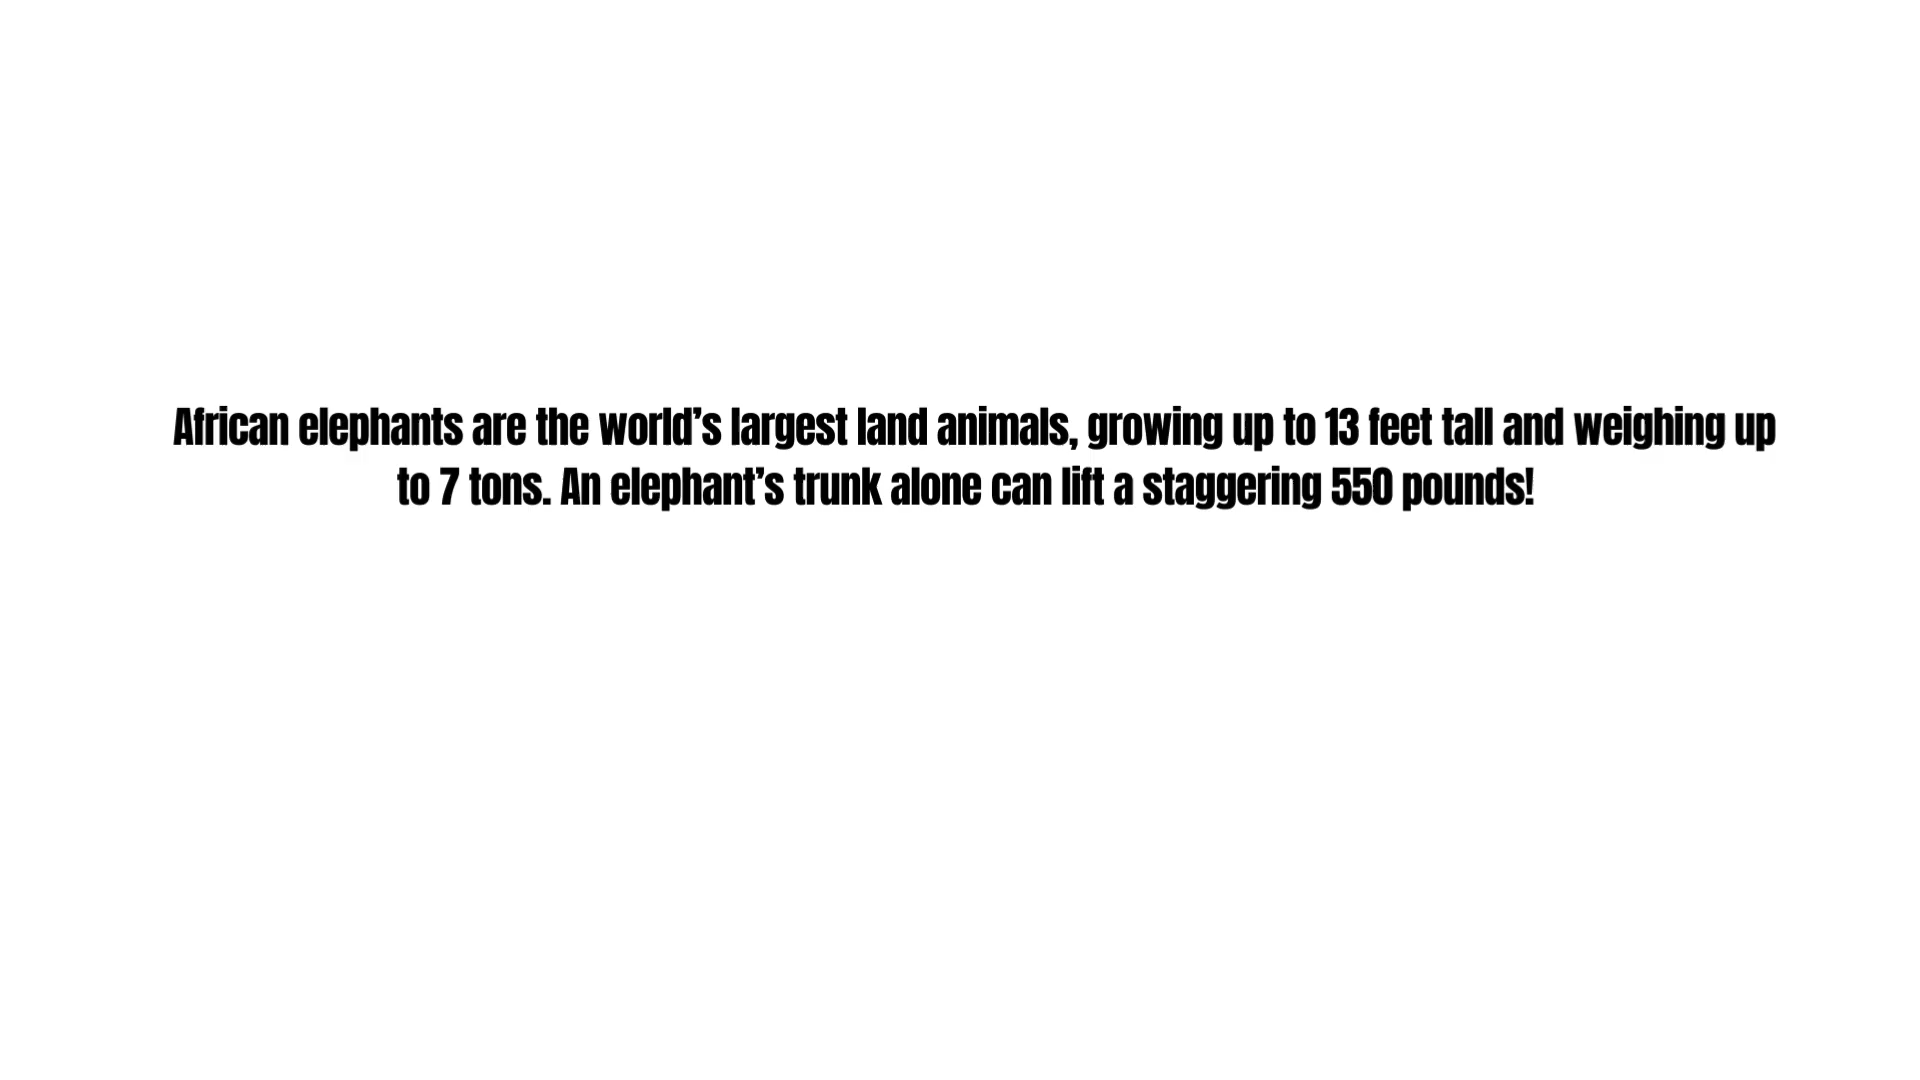 African elephants are the world’s largest land animals, growing up to 13 feet tall and weighing up
to 7 tons. An elephant’s trunk alone can lift a staggering 550 pounds!